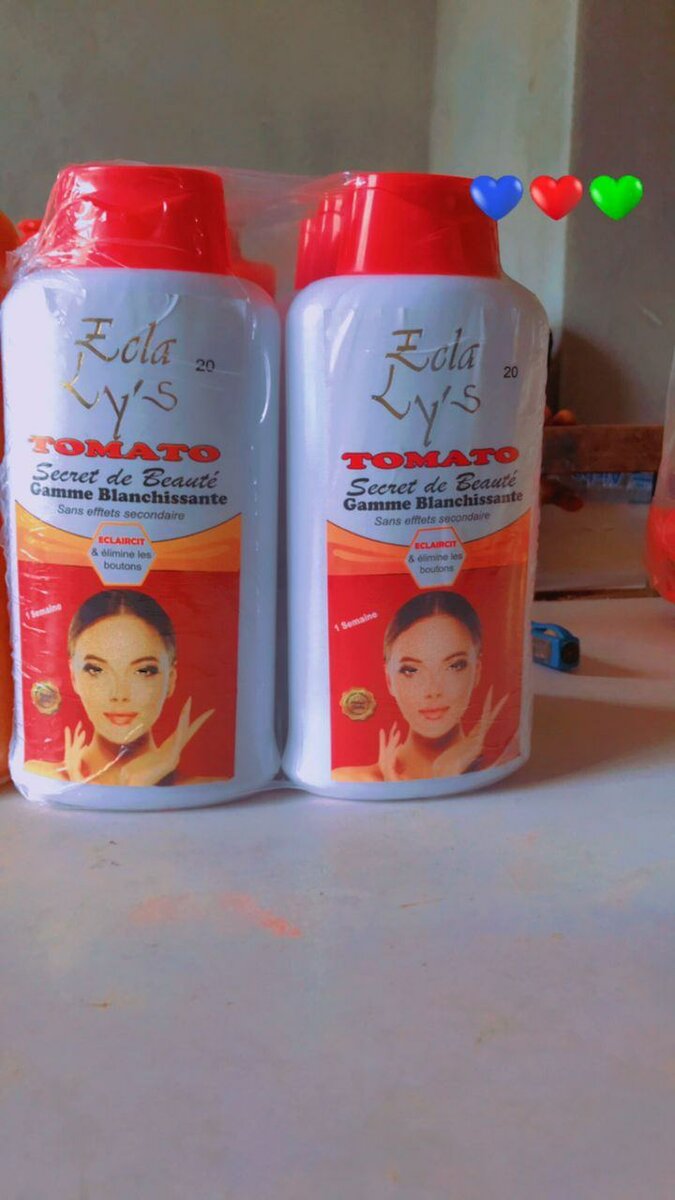 Ecla
Ly's
20
TOMATO
Secret de Beauté
Gamme Blanchissante
Sans efftets secondaire
ECLAIRCIT
& élimine les
boutons
1 Semaine
Ecla
Ly's
20
TOMATO
Secret de Beauté
Gamme Blanchissante
Sans efftets secondaire
ECLAIRCIT
& élimine les
boutons
1 Semaine